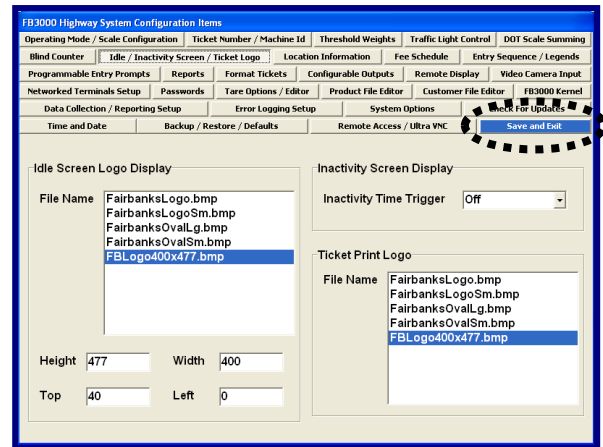 FB3000 Highway System Configuration Items
Operating Mode / Scale Configuration Ticket Number / Machine Id Threshold Weights Traffic Light Control DOT Scale Summing
Blind Counter Idle / Inactivity Screen / Ticket Logo Location Information Fee Schedule Entry Sequence / Legends
Programmable Entry Prompts Reports Format Tickets Configurable Outputs Remote Display Video Camera Input
Networked Terminals Setup Passwords Tare Options / Editor Product File Editor Customer File Editor FB3000 Kernel
Data Collection / Reporting Setup Error Logging Setup System Options Check For Updates
Time and Date Backup / Restore / Defaults Remote Access / Ultra VNC Save and Exit
Idle Screen Logo Display
File Name FairbanksLogo.bmp
FairbanksLogoSm.bmp
FairbanksOvalLg.bmp
FairbanksOvalSm.bmp
FBLogo400x477.bmp
Height 477 Width 400
Top 40 Left 0
Inactivity Screen Display
Inactivity Time Trigger Off
Ticket Print Logo
File Name FairbanksLogo.bmp
FairbanksLogoSm.bmp
FairbanksOvalLg.bmp
FairbanksOvalSm.bmp
FBLogo400x477.bmp